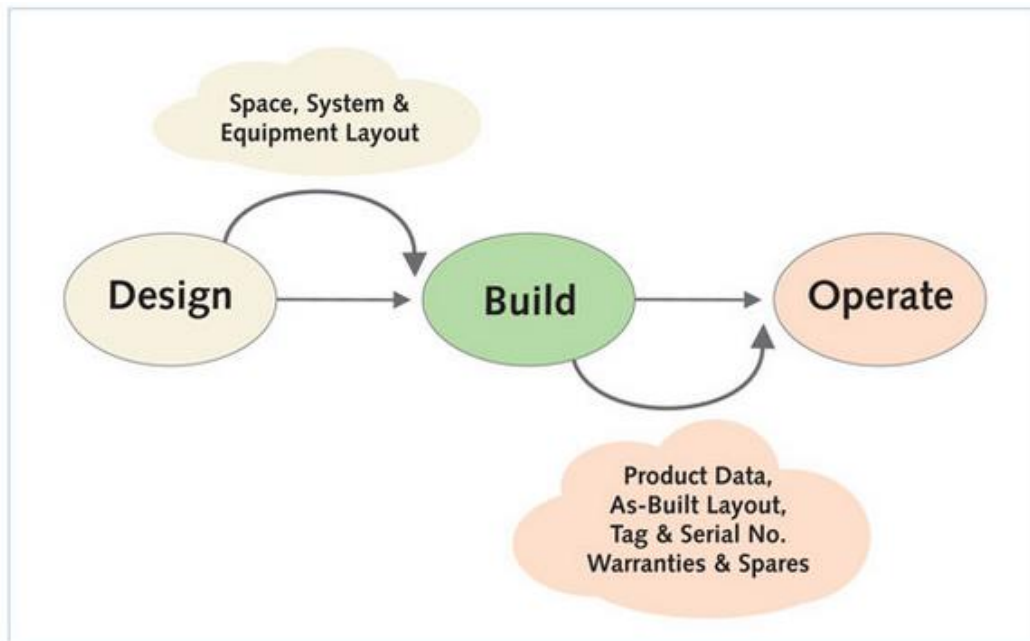 Space, System &
Equipment Layout
Design
Build
Operate
Product Data,
As-Built Layout,
Tag & Serial No.
Warranties & Spares